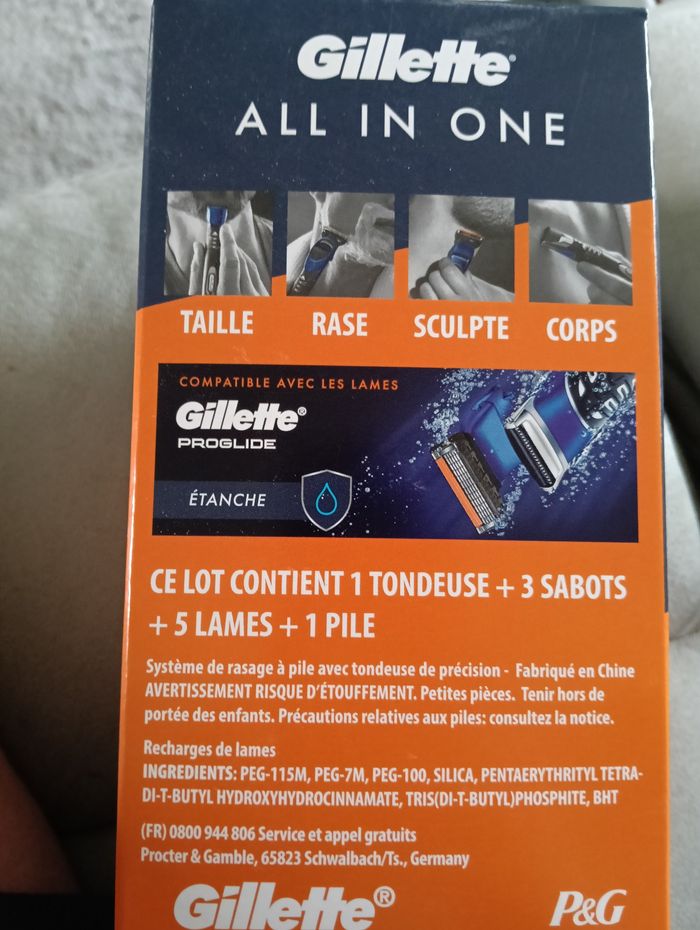 Gillette®
ALL IN ONE
TAILLE RASE SCULPTE CORPS
COMPATIBLE AVEC LES LAMES
Gillette®
PROGLIDE
ÉTANCHE
CE LOT CONTIENT 1 TONDEUSE + 3 SABOTS
+ 5 LAMES + 1 PILE
Système de rasage à pile avec tondeuse de précision - Fabriqué en Chine
AVERTISSEMENT RISQUE D'ÉTOUFFEMENT. Petites pièces. Tenir hors de
portée des enfants. Précautions relatives aux piles: consultez la notice.
Recharges de lames
INGREDIENTS: PEG-115M, PEG-7M, PEG-100, SILICA, PENTAERYTHRITYL TETRA-
DI-T-BUTYL HYDROXYHYDROCINNAMATE, TRIS(DI-T-BUTYL)PHOSPHITE, BHT
(FR) 0800 944 806 Service et appel gratuits
Procter & Gamble, 65823 Schwalbach/Ts., Germany
Gillette® P&G